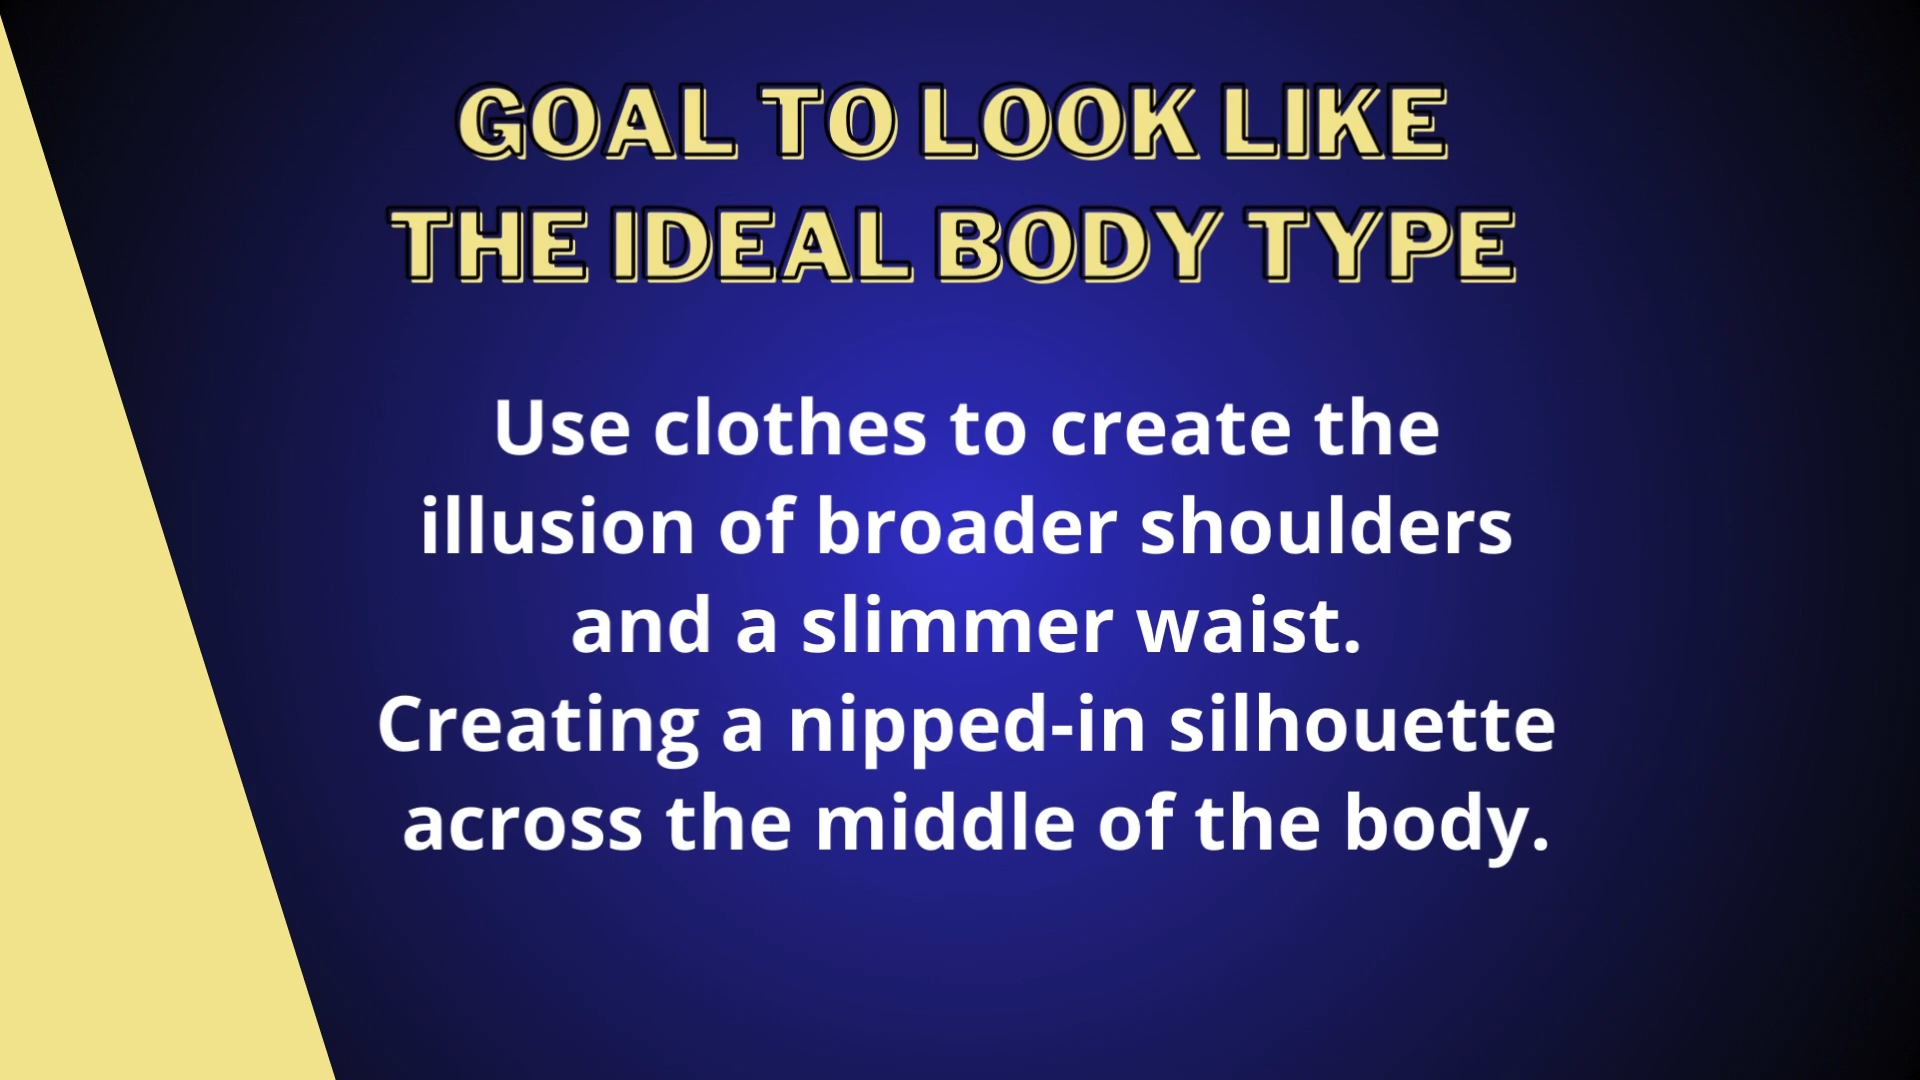 GOAL TO LOOK LIKE
THE IDEAL BODY TYPE
Use clothes to create the
illusion of broader shoulders
and a slimmer waist.
Creating a nipped-in silhouette
across the middle of the body.